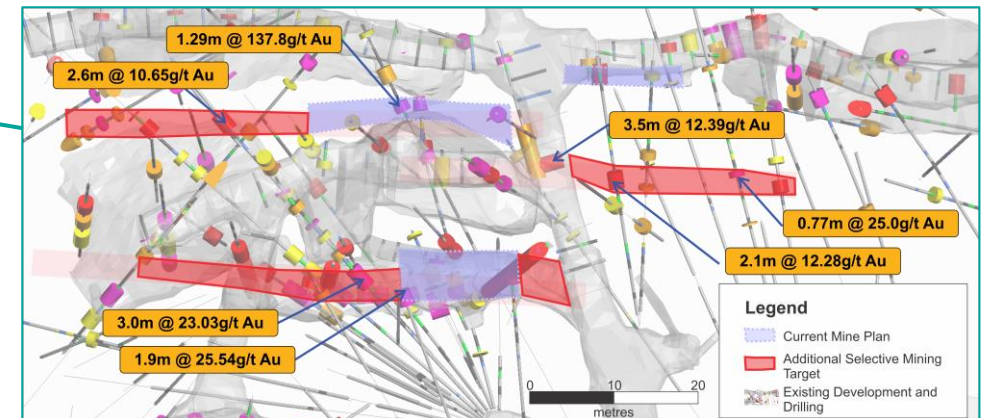 1.29m @ 137.8g/t Au
2.6m @ 10.65g/t Au
3.5m @ 12.39g/t Au
0.77m @ 25.0g/t Au
2.1m @ 12.28g/t Au
3.0m @ 23.03g/t Au
1.9m @ 25.54g/t Au
Legend
Current Mine Plan
Additional Selective Mining
Target
Existing Development and
Drilling
0 10 20
metres